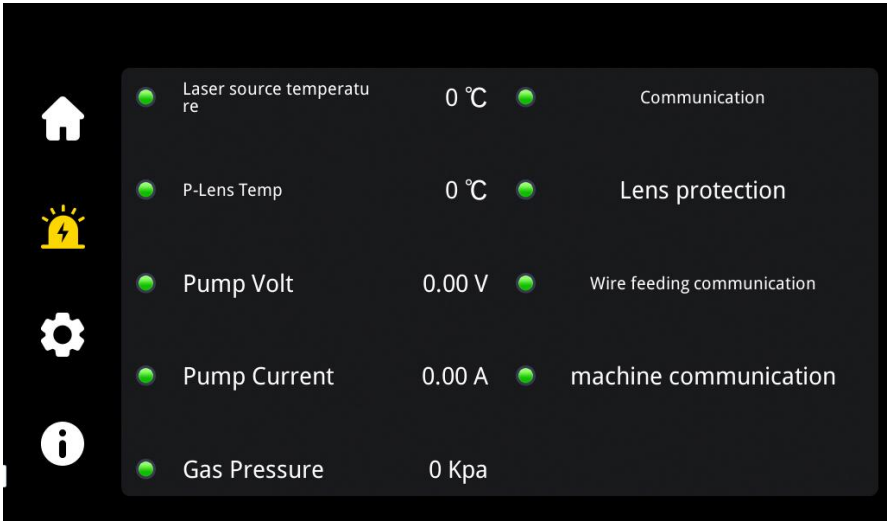 Laser source temperatu
re
0 ℃
Communication
P-Lens Temp
0 ℃
Lens protection
Pump Volt
0.00 V
Wire feeding communication
Pump Current
0.00 A
machine communication
Gas Pressure
0 Kpa